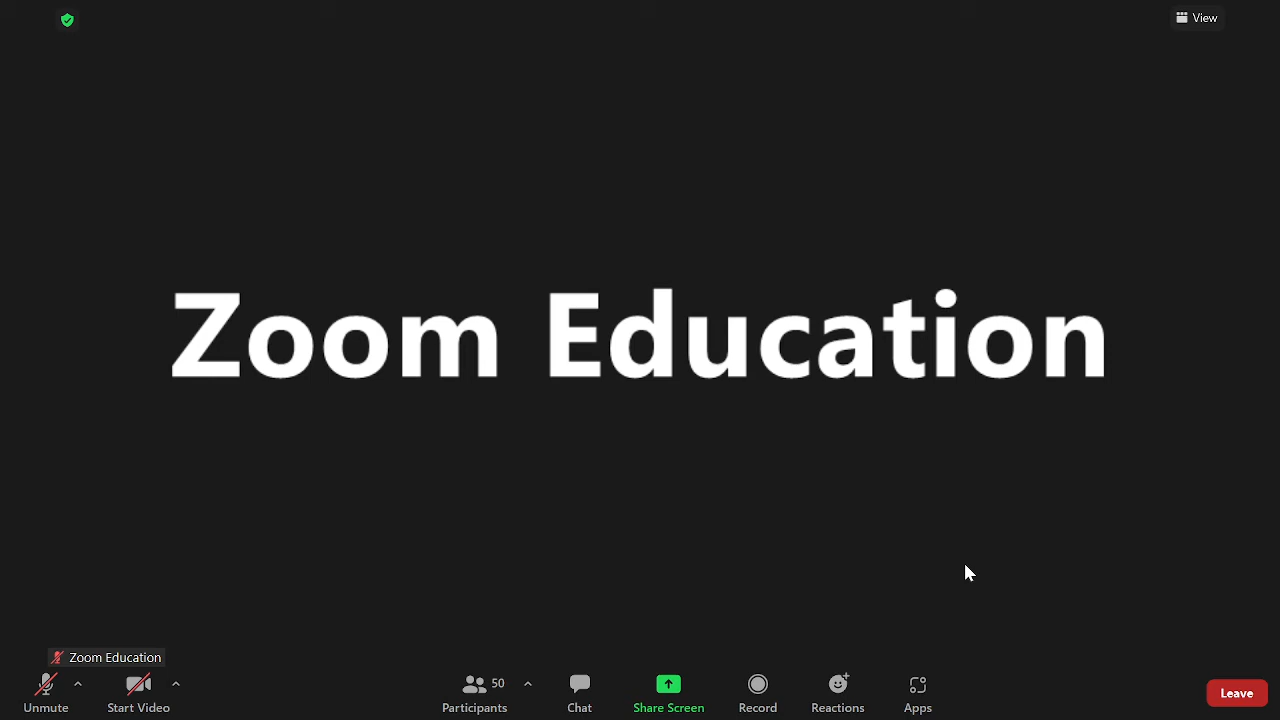 View
Zoom Education
Zoom Education
Unmute
Start Video
50
Participants
Chat
Share Screen
Record
Reactions
Apps
Leave